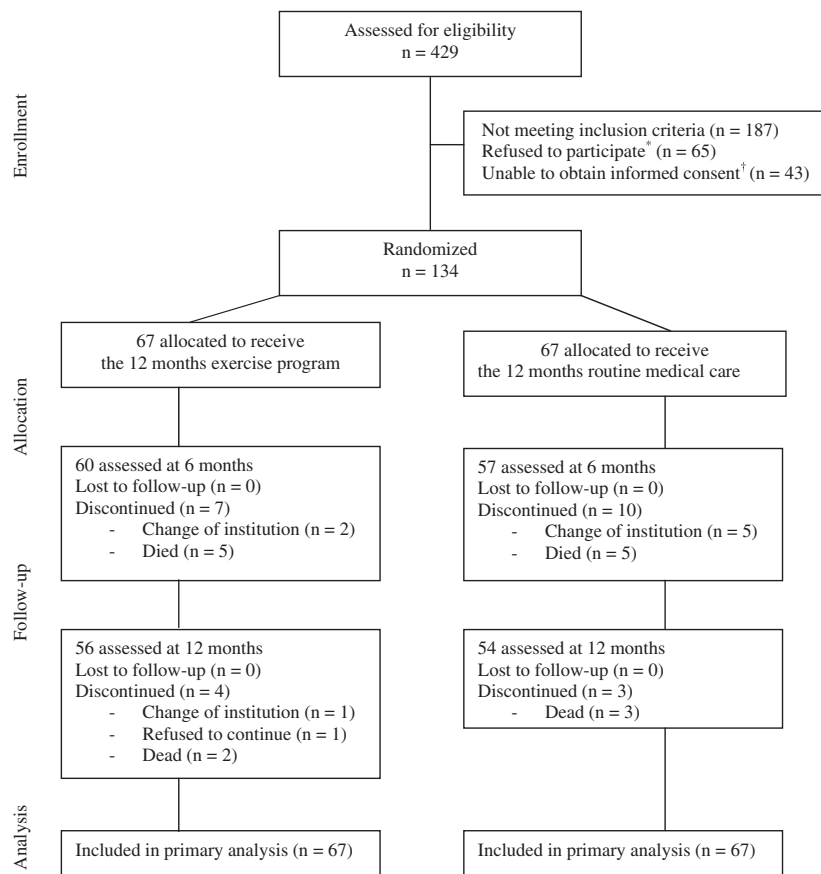 Assessed for eligibility
n = 429
Enrollment
Not meeting inclusion criteria (n = 187)
Refused to participate* (n = 65)
Unable to obtain informed consent† (n = 43)
Randomized
n = 134
67 allocated to receive
the 12 months exercise program
67 allocated to receive
the 12 months routine medical care
Allocation
60 assessed at 6 months
Lost to follow-up (n = 0)
Discontinued (n = 7)
- Change of institution (n = 2)
- Died (n = 5)
57 assessed at 6 months
Lost to follow-up (n = 0)
Discontinued (n = 10)
- Change of institution (n = 5)
- Died (n = 5)
Follow-up
56 assessed at 12 months
Lost to follow-up (n = 0)
Discontinued (n = 4)
- Change of institution (n = 1)
- Refused to continue (n = 1)
- Dead (n = 2)
54 assessed at 12 months
Lost to follow-up (n = 0)
Discontinued (n = 3)
- Dead (n = 3)
Analysis
Included in primary analysis (n = 67)
Included in primary analysis (n = 67)